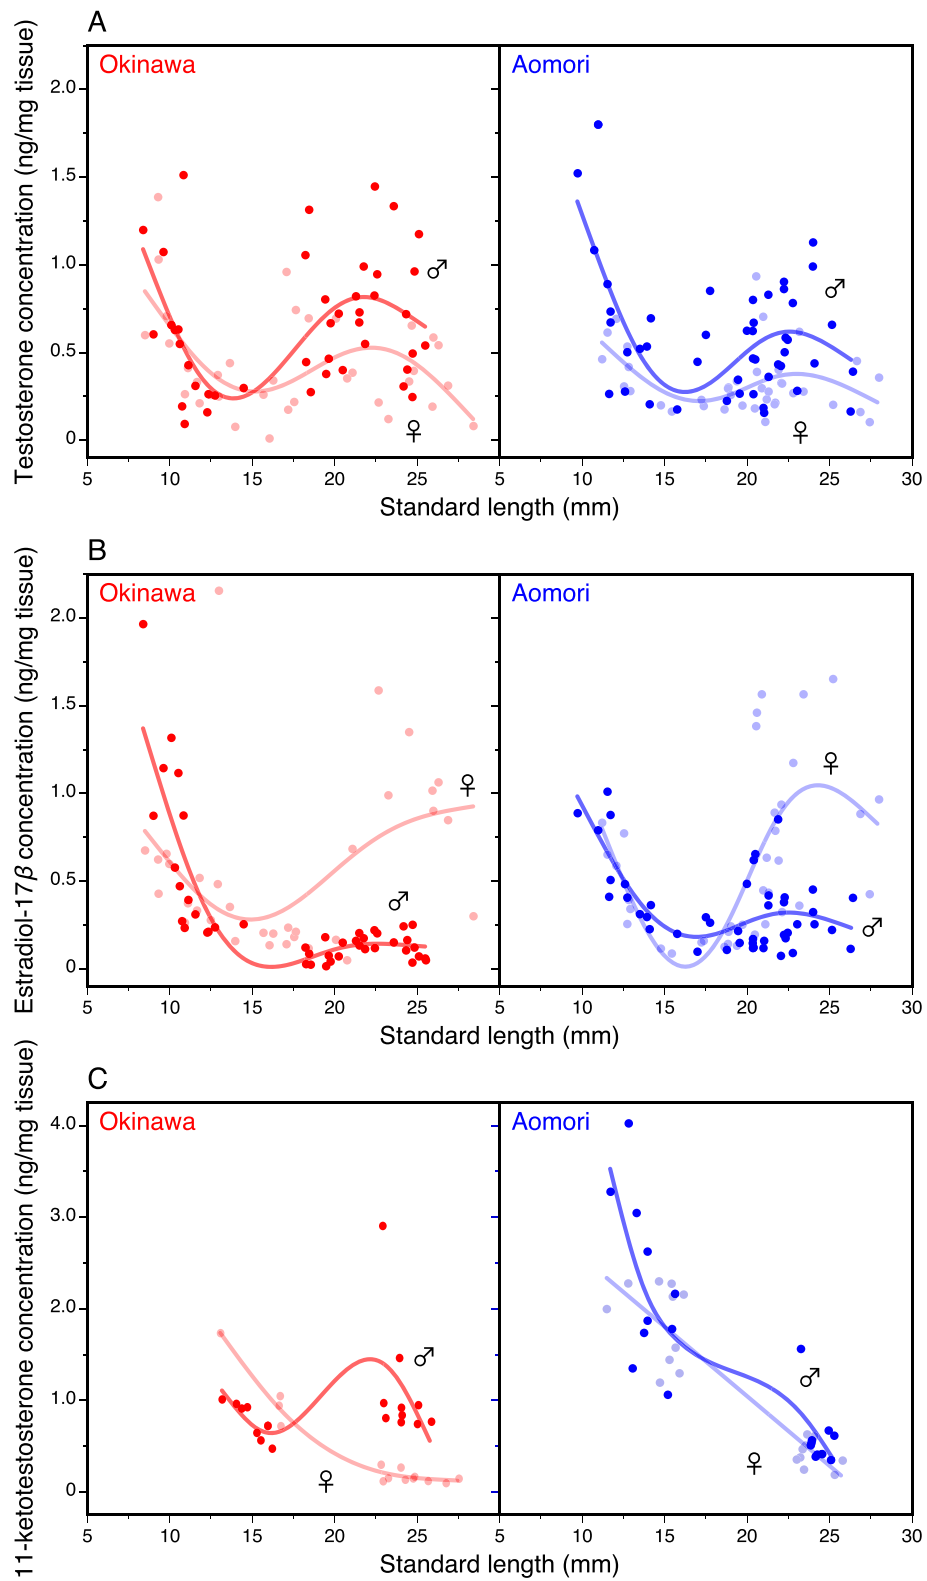 A
Testosterone concentration (ng/mg tissue)
Okinawa
Aomori
2.0
1.5
1.0
0.5
0
♂
♀
♂
♀
5 10 15 20 25 5 10 15 20 25 30
Standard length (mm)
B
Estradiol-17β concentration (ng/mg tissue)
Okinawa
Aomori
2.0
1.5
1.0
0.5
0
♀
♂
♀
♂
5 10 15 20 25 5 10 15 20 25 30
Standard length (mm)
C
11-ketotestosterone concentration (ng/mg tissue)
Okinawa
Aomori
4.0
3.0
2.0
1.0
0
♂
♀
♂
♀
5 10 15 20 25 5 10 15 20 25 30
Standard length (mm)